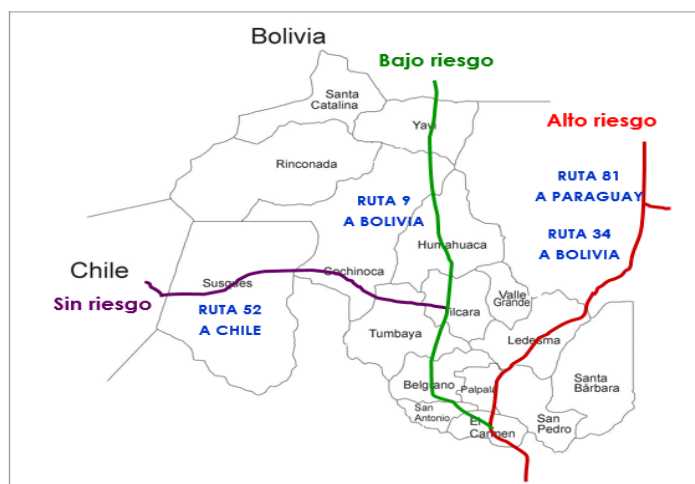 Bolivia
Bajo riesgo
Santa
Catalina
Yavi
Alto riesgo
Rinconada
RUTA 81
A PARAGUAY
RUTA 9
A BOLIVIA
RUTA 34
A BOLIVIA
Humahuaca
Chile
Susques
Cochinoca
Sin riesgo
RUTA 52
A CHILE
Valle
Grande
Tilcara
Tumbaya
Ledesma
Santa
Bárbara
Belgrano
Palpalá
San
Antonio
El
Carmen
San
Pedro